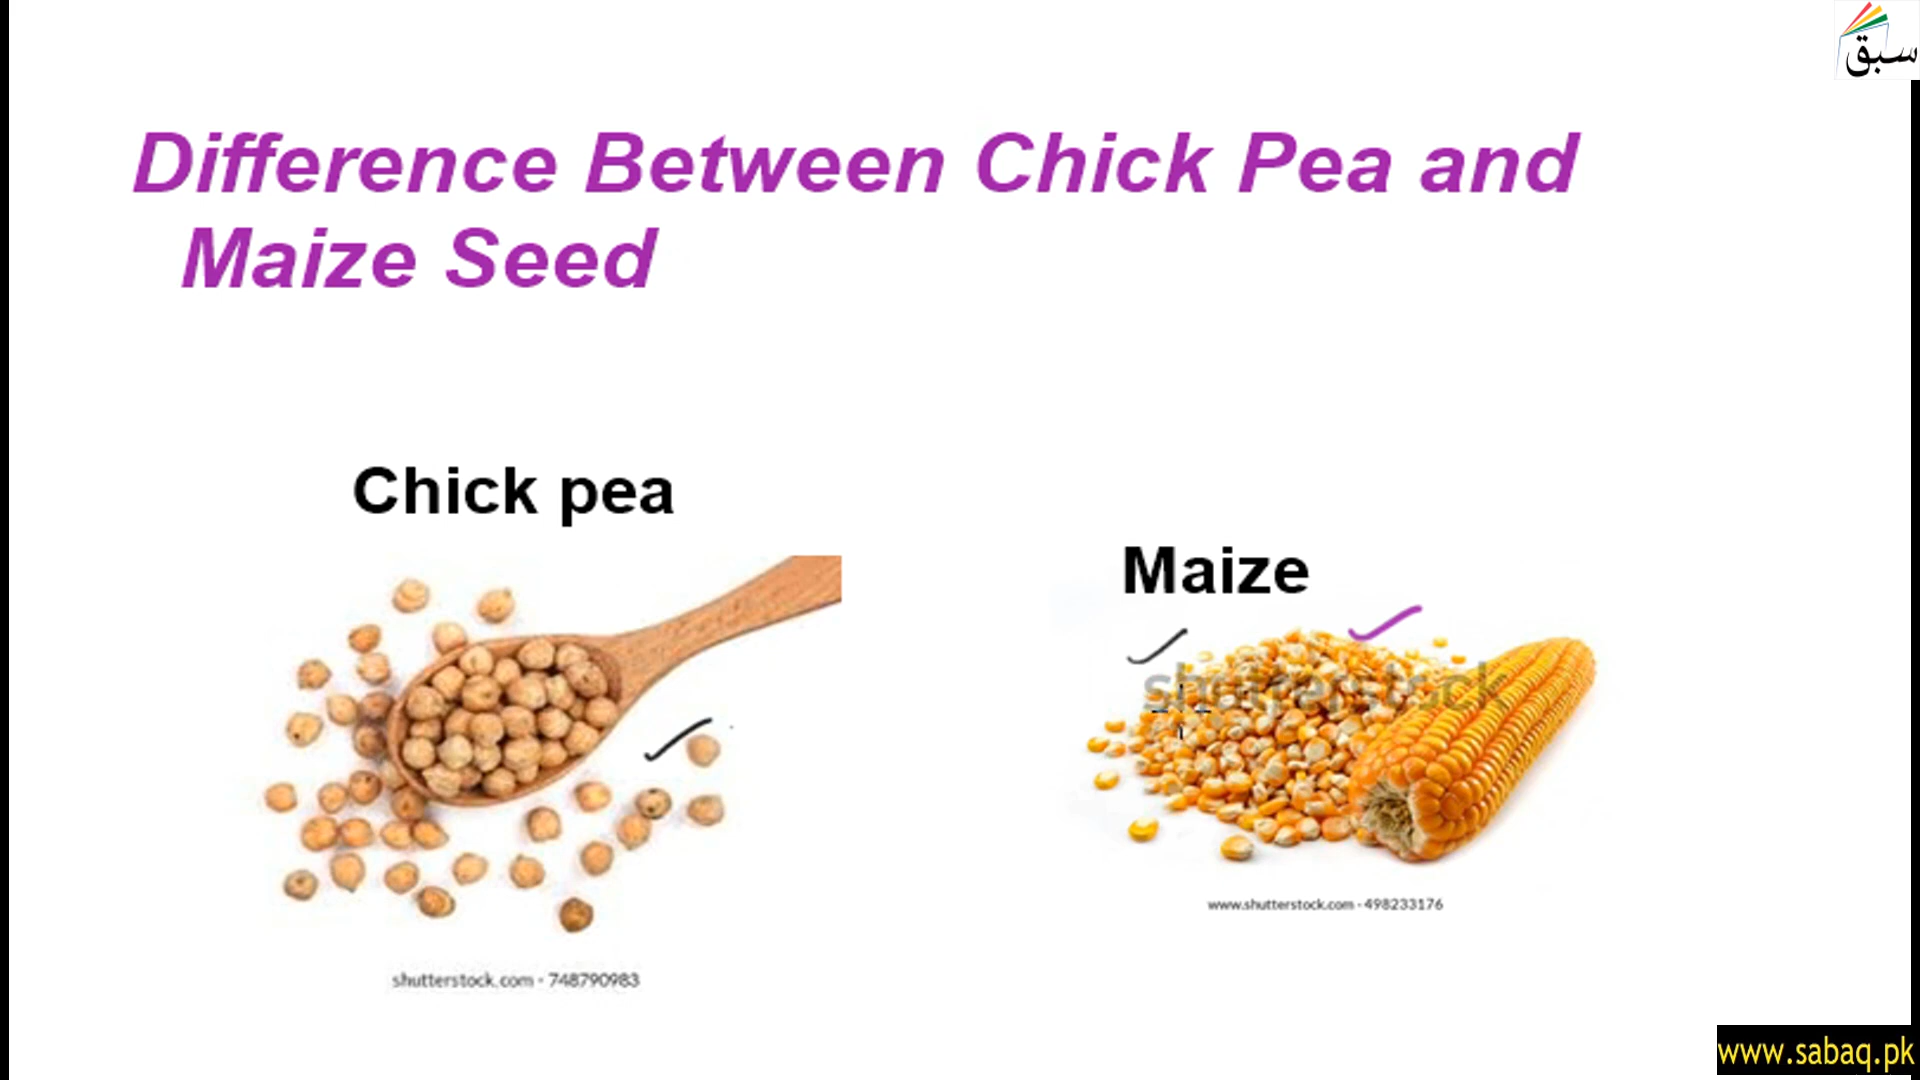 سبق
Difference Between Chick Pea and
Maize Seed
Chick pea
Maize
shutterstock
www.shutterstock.com · 498233176
shutterstock.com · 748790983
www.sabaq.pk